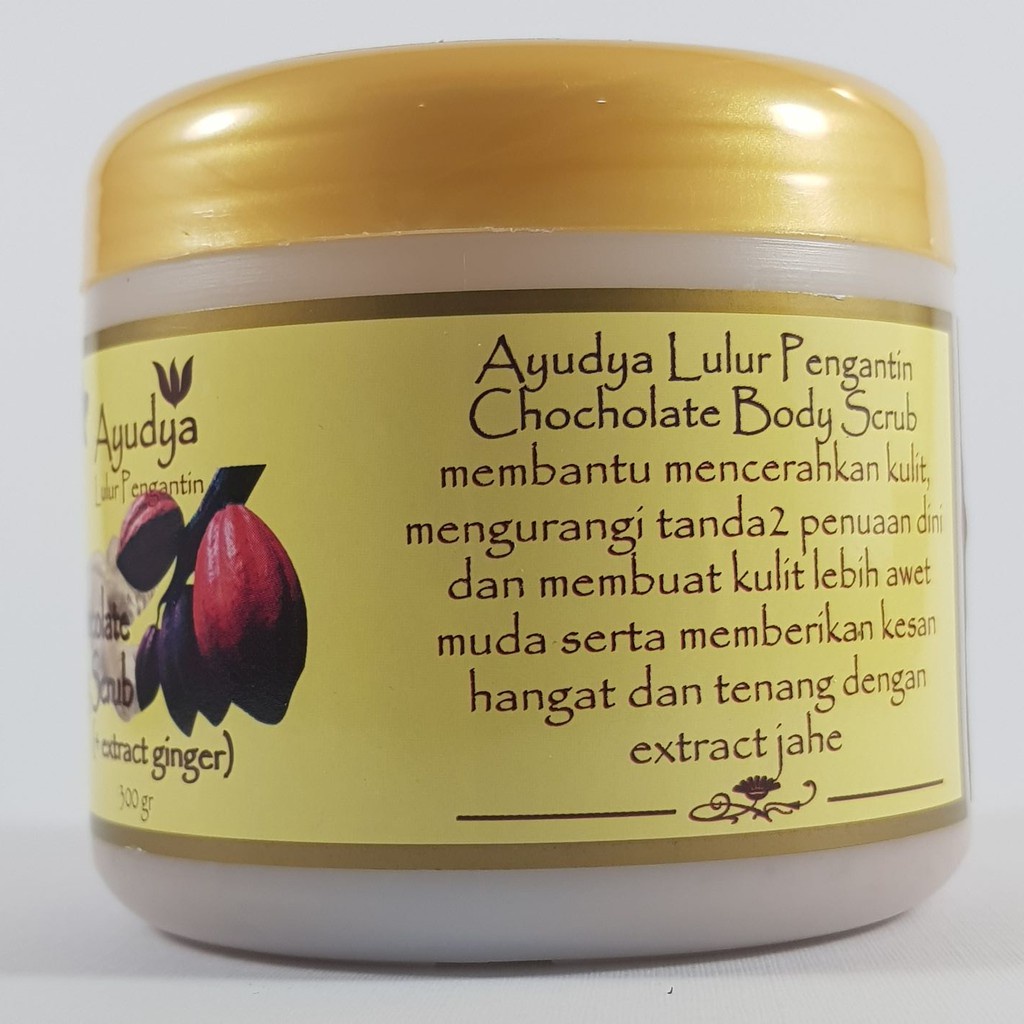 Ayudya
Lulur Pengantin
Scrub
(+ extract ginger)
300 gr
Ayudya Lulur Pengantin
Chocholate Body Scrub
membantu mencerahkan kulit,
mengurangi tanda2 penuaan dini
dan membuat kulit lebih awet
muda serta memberikan kesan
hangat dan tenang dengan
extract jahe